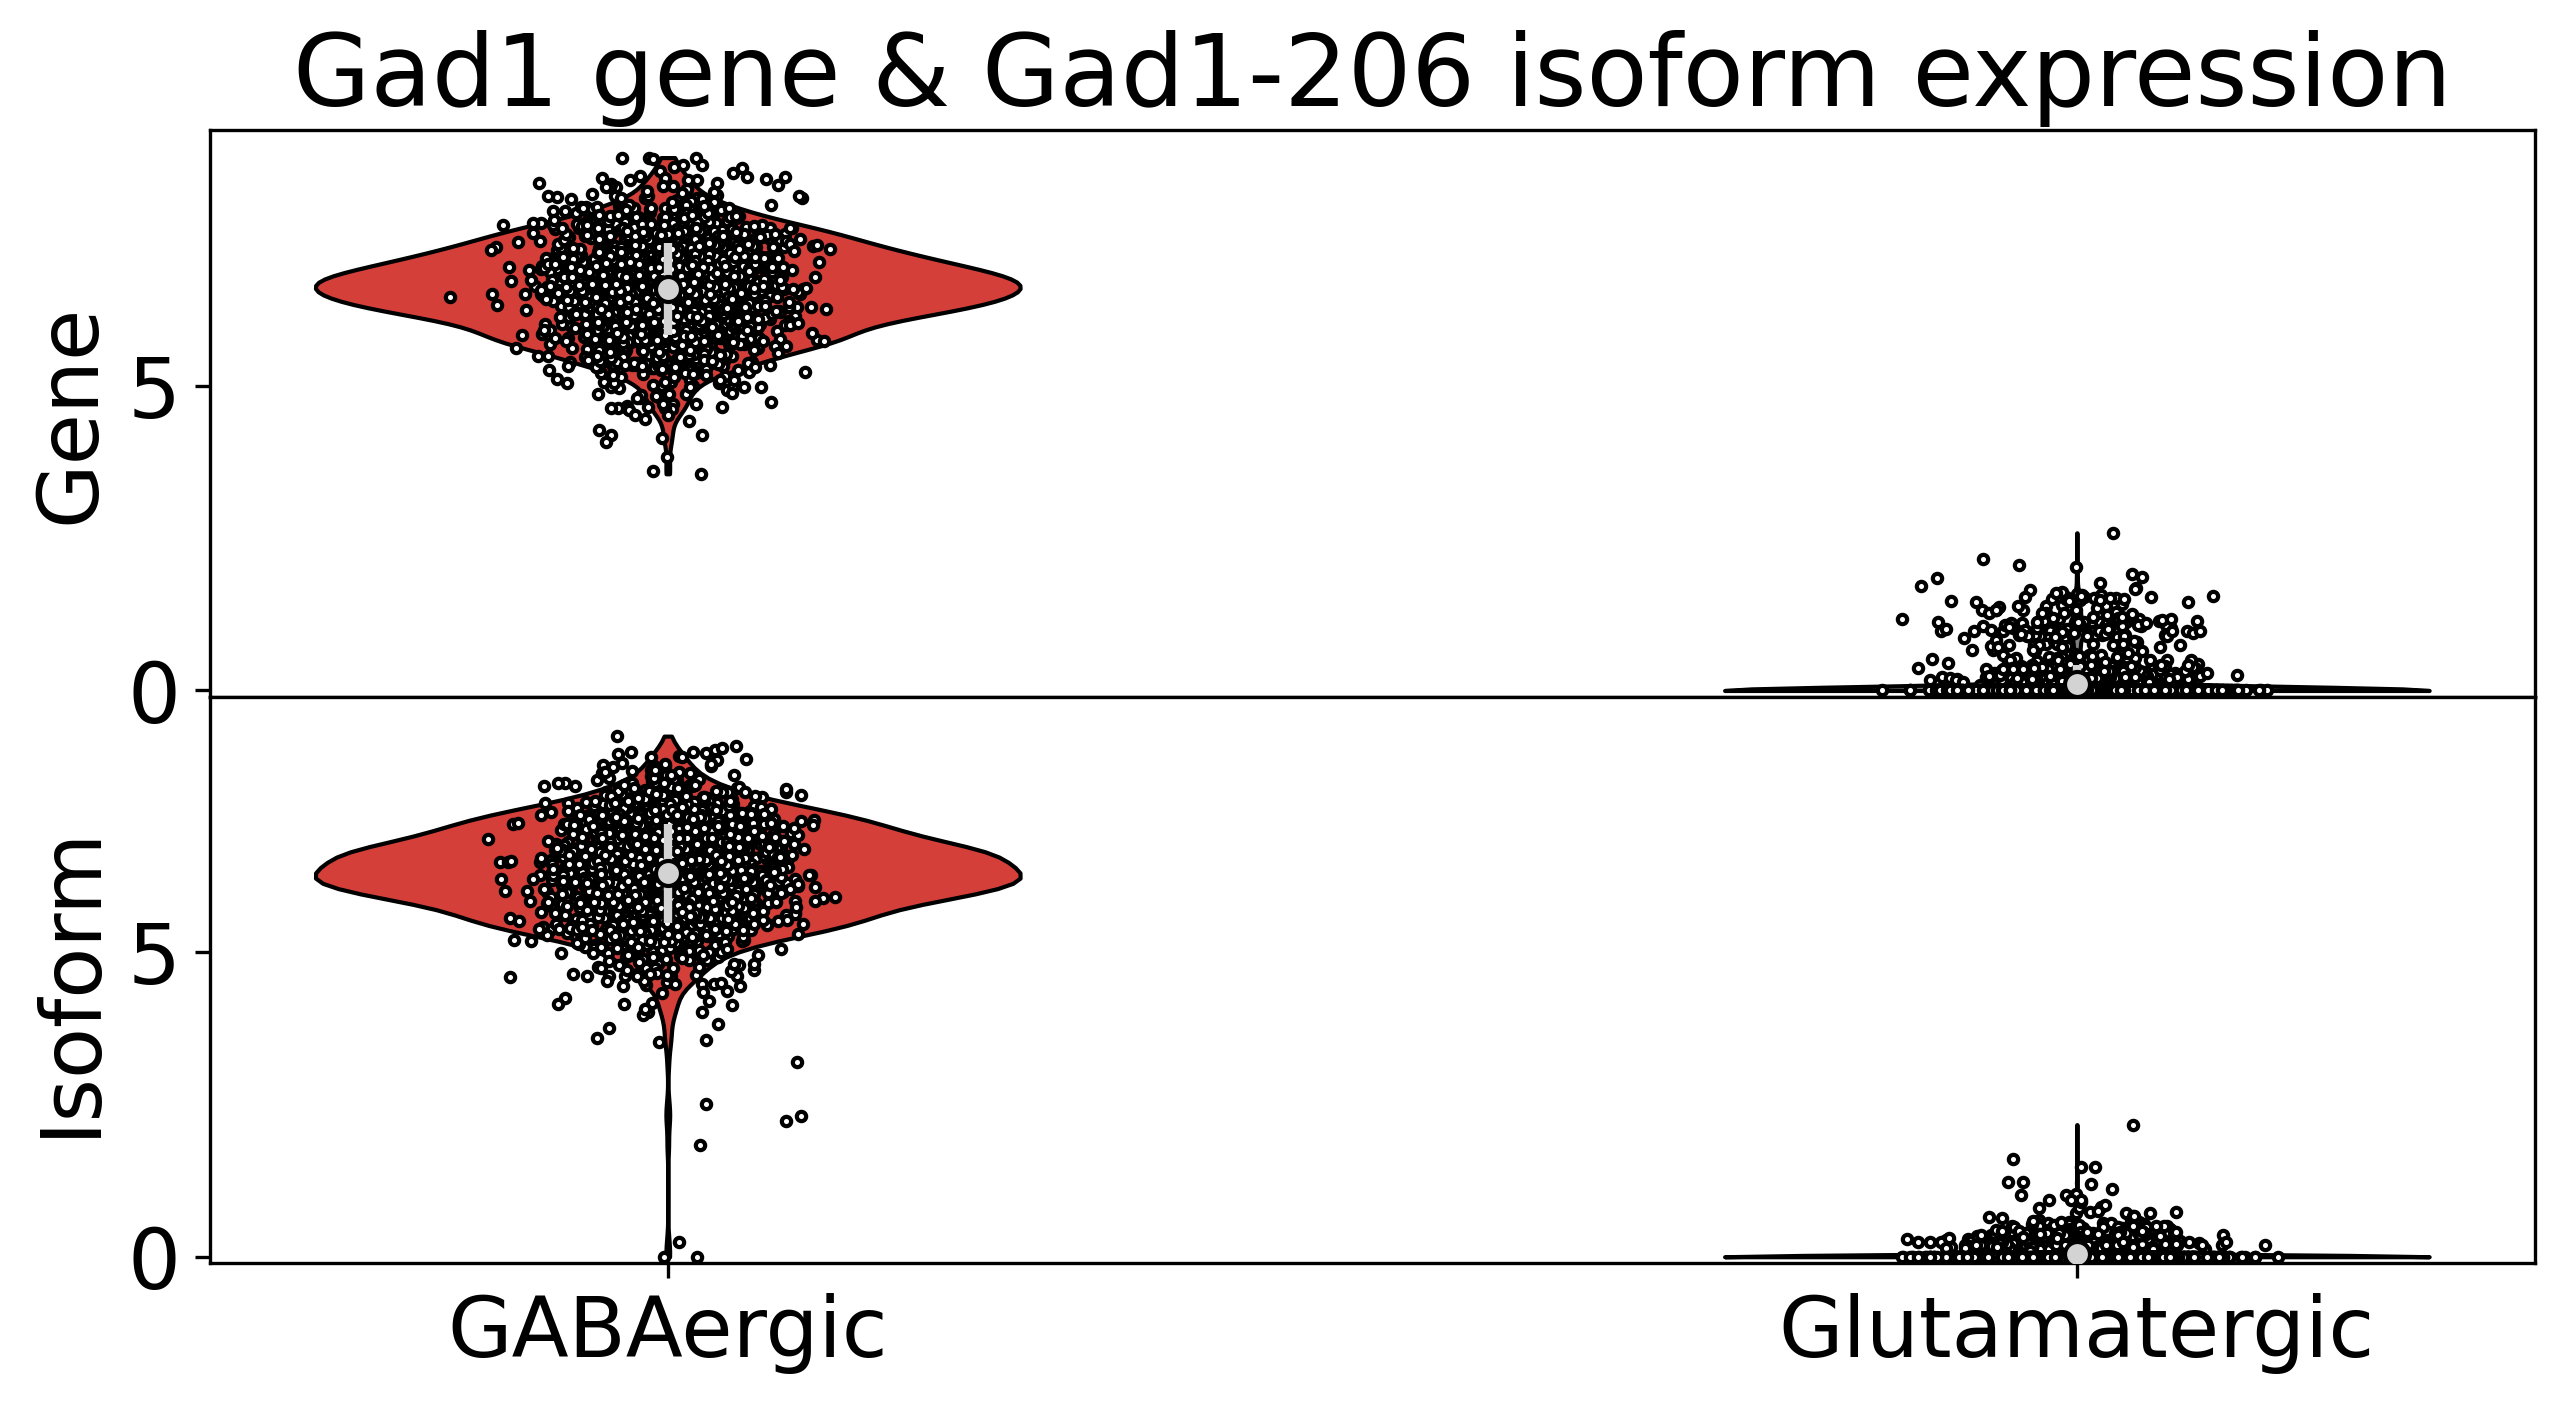 Gad1 gene & Gad1-206 isoform expression
Gene
5
0
Isoform
5
0
GABAergic
Glutamatergic